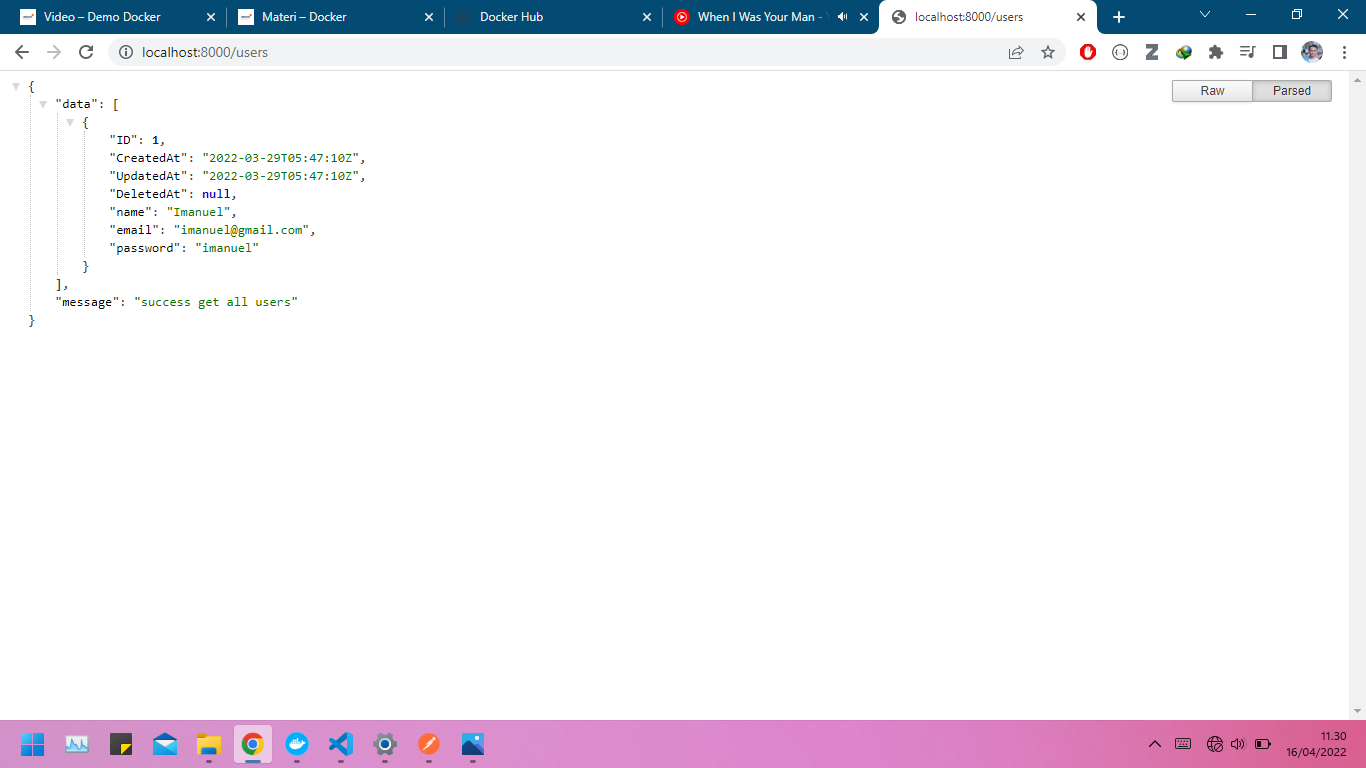 Video – Demo Docker
Materi – Docker
Docker Hub
When I Was Your Man -
localhost:8000/users
localhost:8000/users
Raw
Parsed
{
"data": [
{
"ID": 1,
"CreatedAt": "2022-03-29T05:47:10Z",
"UpdatedAt": "2022-03-29T05:47:10Z",
"DeletedAt": null,
"name": "Imanuel",
"email": "imanuel@gmail.com",
"password": "imanuel"
}
],
"message": "success get all users"
}
11.30
16/04/2022